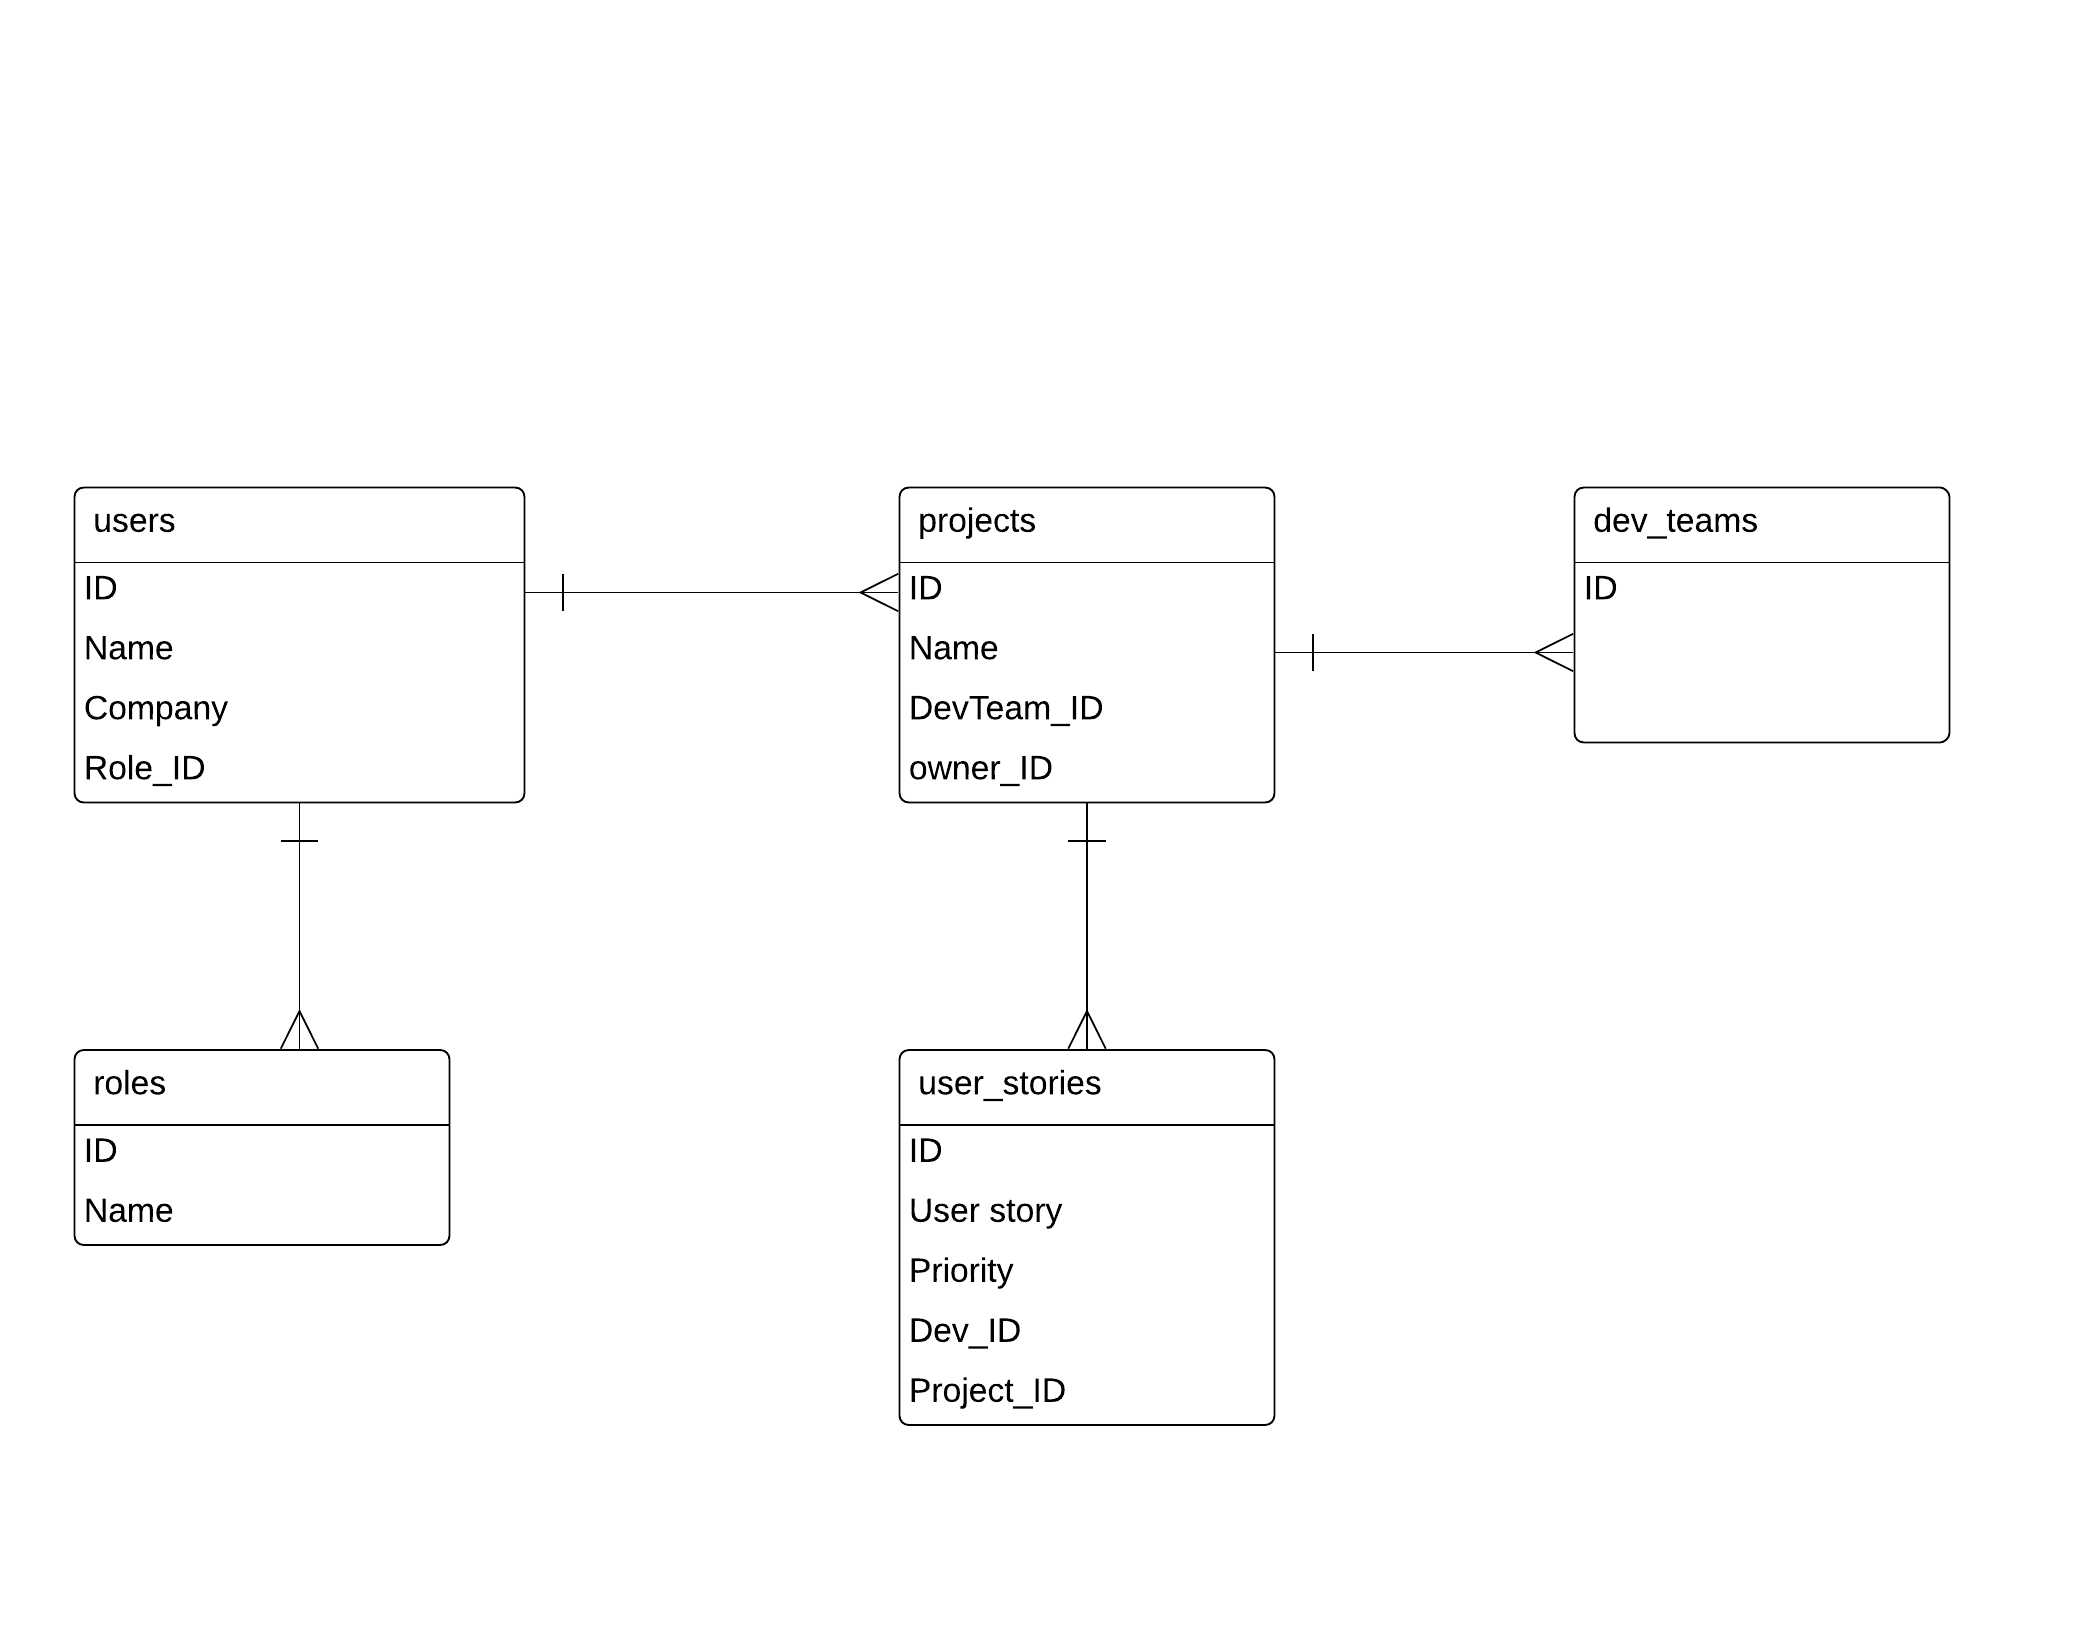 users
ID
Name
Company
Role_ID
projects
ID
Name
DevTeam_ID
owner_ID
dev_teams
ID
roles
ID
Name
user_stories
ID
User story
Priority
Dev_ID
Project_ID